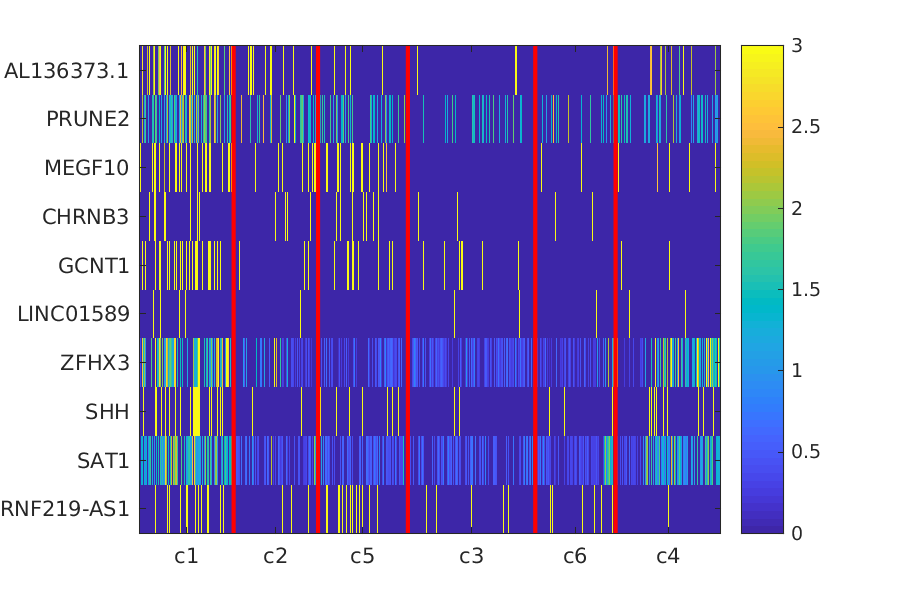 AL136373.1
PRUNE2
MEGF10
CHRNB3
GCNT1
LINC01589
ZFHX3
SHH
SAT1
RNF219-AS1
c1 c2 c5 c3 c6 c4
3
2.5
2
1.5
1
0.5
0